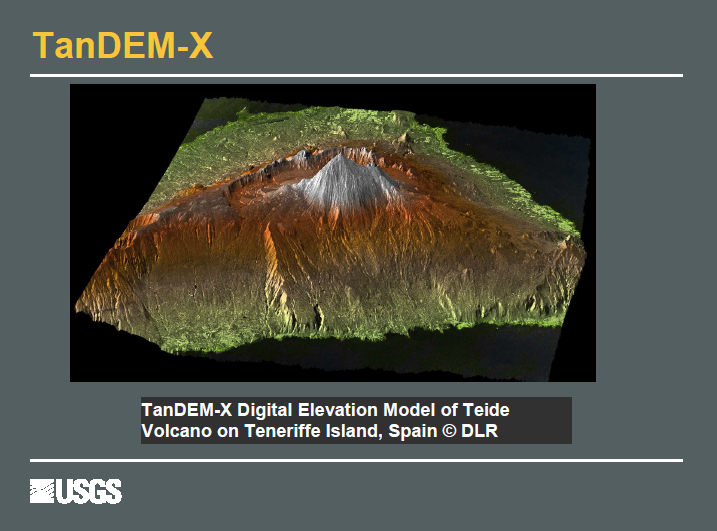 TanDEM-X
TanDEM-X Digital Elevation Model of Teide
Volcano on Teneriffe Island, Spain © DLR
USGS